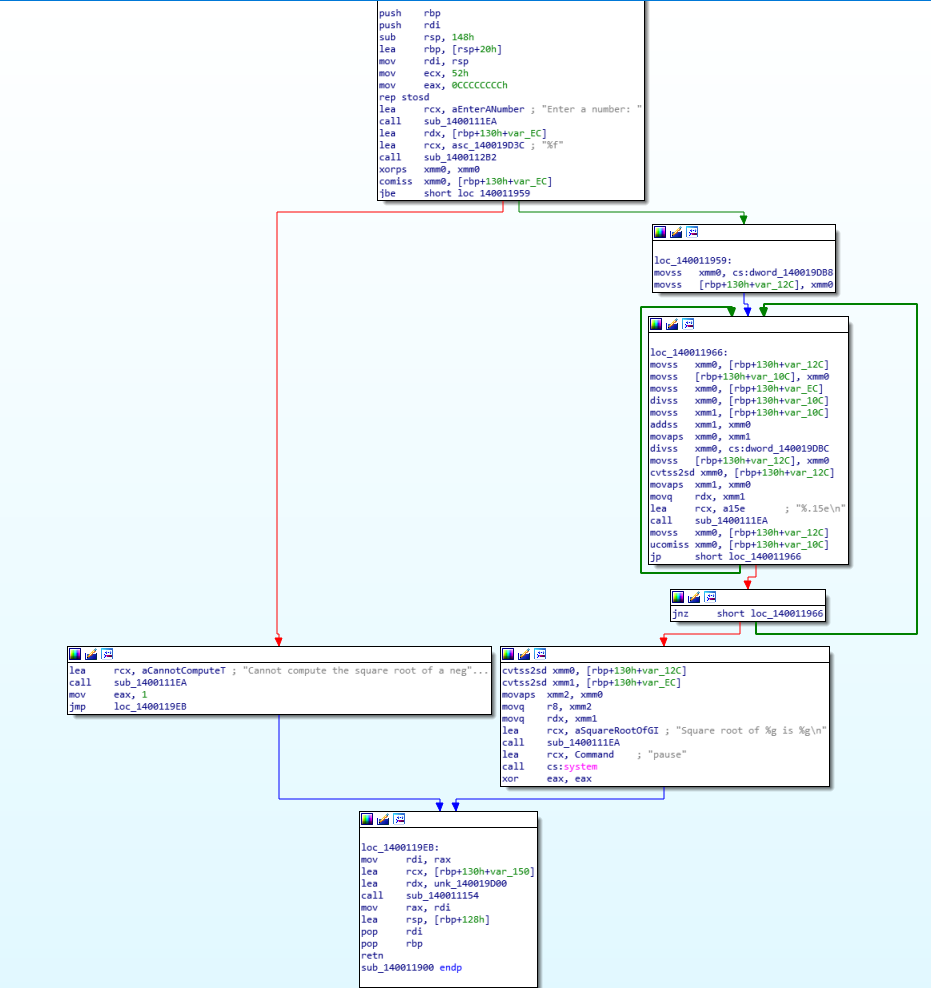 push rbp
push rdi
sub rsp, 148h
lea rbp, [rsp+20h]
mov rdi, rsp
mov ecx, 52h
mov eax, 0CCCCCCCCh
rep stosd
lea rcx, aEnterANumber ; "Enter a number: "
call sub_1400111EA
lea rdx, [rbp+130h+var_EC]
lea rcx, asc_140019D3C ; "%f"
call sub_1400112B2
xorps xmm0, xmm0
comiss xmm0, [rbp+130h+var_EC]
jbe short loc_140011959
loc_140011959:
movss xmm0, cs:dword_140019DB8
movss [rbp+130h+var_12C], xmm0
loc_140011966:
movss xmm0, [rbp+130h+var_12C]
movss [rbp+130h+var_10C], xmm0
movss xmm0, [rbp+130h+var_EC]
divss xmm0, [rbp+130h+var_10C]
movss xmm1, [rbp+130h+var_10C]
addss xmm1, xmm0
movaps xmm0, xmm1
divss xmm0, cs:dword_140019DBC
movss [rbp+130h+var_12C], xmm0
cvtss2sd xmm0, [rbp+130h+var_12C]
movaps xmm1, xmm0
movq rdx, xmm1
lea rcx, a15e ; "%.15e\n"
call sub_1400111EA
movss xmm0, [rbp+130h+var_12C]
ucomiss xmm0, [rbp+130h+var_10C]
jp short loc_140011966
jnz short loc_140011966
lea rcx, aCannotComputeT ; "Cannot compute the square root of a neg"...
call sub_1400111EA
mov eax, 1
jmp loc_1400119EB
cvtss2sd xmm0, [rbp+130h+var_12C]
cvtss2sd xmm1, [rbp+130h+var_EC]
movaps xmm2, xmm0
movq r8, xmm2
movq rdx, xmm1
lea rcx, aSquareRootOfGI ; "Square root of %g is %g\n"
call sub_1400111EA
lea rcx, Command ; "pause"
call cs:system
xor eax, eax
loc_1400119EB:
mov rdi, rax
lea rcx, [rbp+130h+var_150]
lea rdx, unk_140019D00
call sub_140011154
mov rax, rdi
lea rsp, [rbp+128h]
pop rdi
pop rbp
retn
sub_140011900 endp